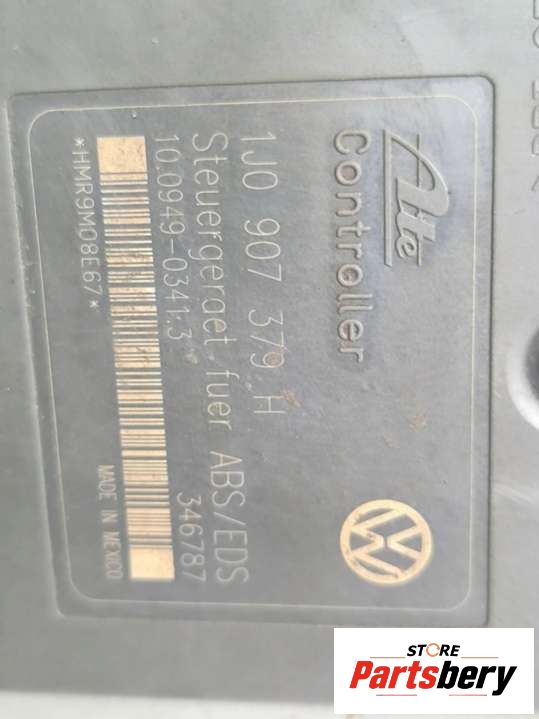 Ate
Controller
1J0 907 379 H
Steuergeraet fuer ABS/EDS
10.0949-0341.3 346787
*HMR9M08E67*
MADE IN MEXICO
VW
STORE
Partsbery